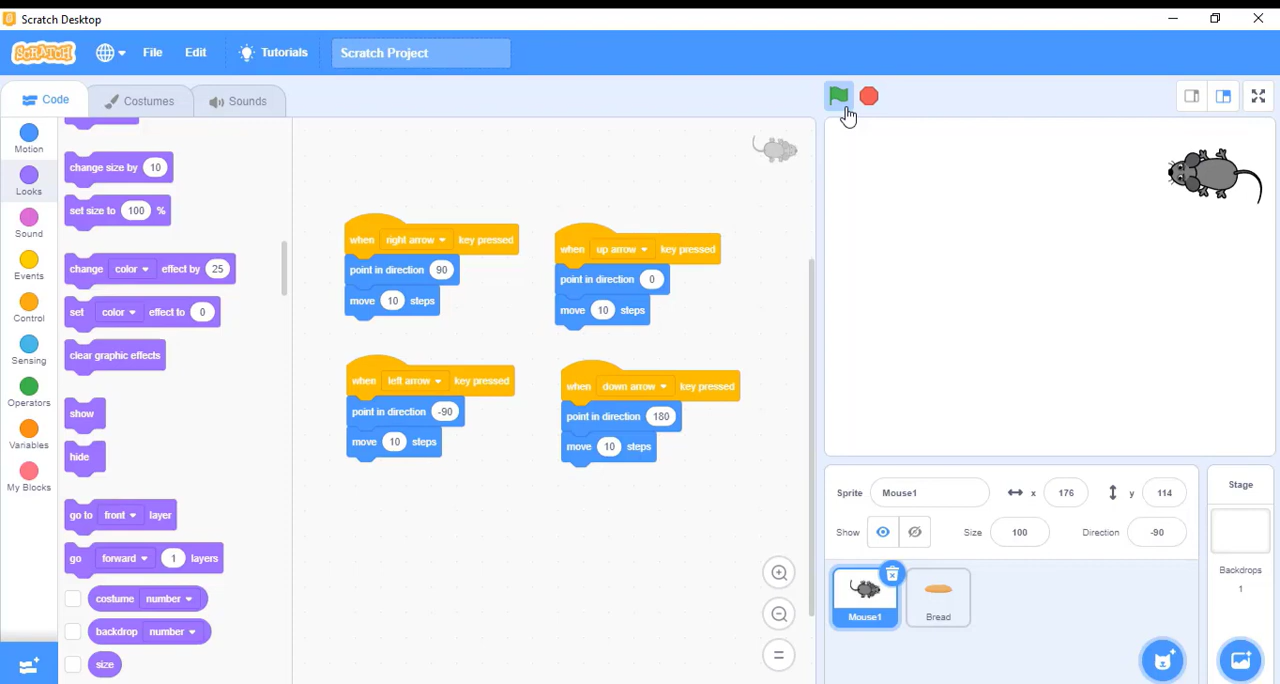 Scratch Desktop
SCRATCH File Edit Tutorials Scratch Project
Code Costumes Sounds
Motion
Looks
Sound
Events
Control
Sensing
Operators
Variables
My Blocks
change size by 10
set size to 100 %
change color effect by 25
set color effect to 0
clear graphic effects
show
hide
go to front layer
go forward 1 layers
costume number
backdrop number
size
when right arrow key pressed
point in direction 90
move 10 steps
when up arrow key pressed
point in direction 0
move 10 steps
when left arrow key pressed
point in direction -90
move 10 steps
when down arrow key pressed
point in direction 180
move 10 steps
Sprite Mouse1 x 176 y 114
Show Size 100 Direction -90
Mouse1 Bread
Stage
Backdrops
1